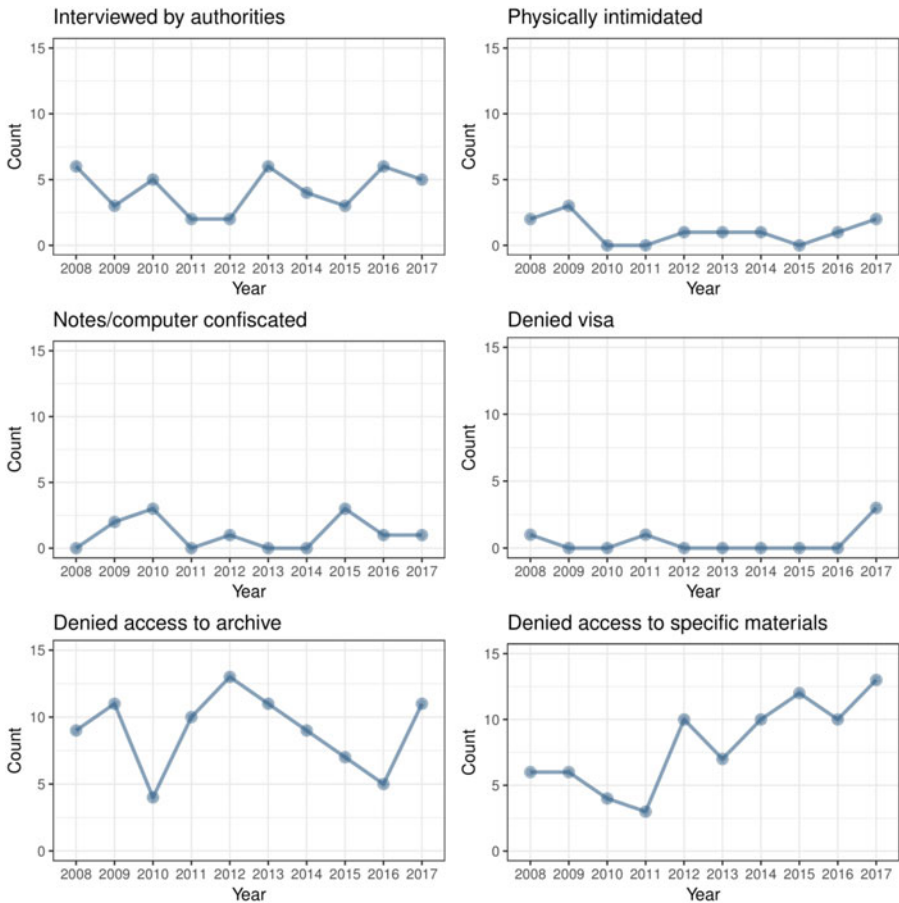 Interviewed by authorities
Physically intimidated
15
10
5
0
Count
2008 2009 2010 2011 2012 2013 2014 2015 2016 2017
Year
15
10
5
0
Count
2008 2009 2010 2011 2012 2013 2014 2015 2016 2017
Year
Notes/computer confiscated
Denied visa
15
10
5
0
Count
2008 2009 2010 2011 2012 2013 2014 2015 2016 2017
Year
15
10
5
0
Count
2008 2009 2010 2011 2012 2013 2014 2015 2016 2017
Year
Denied access to archive
Denied access to specific materials
15
10
5
0
Count
2008 2009 2010 2011 2012 2013 2014 2015 2016 2017
Year
15
10
5
0
Count
2008 2009 2010 2011 2012 2013 2014 2015 2016 2017
Year